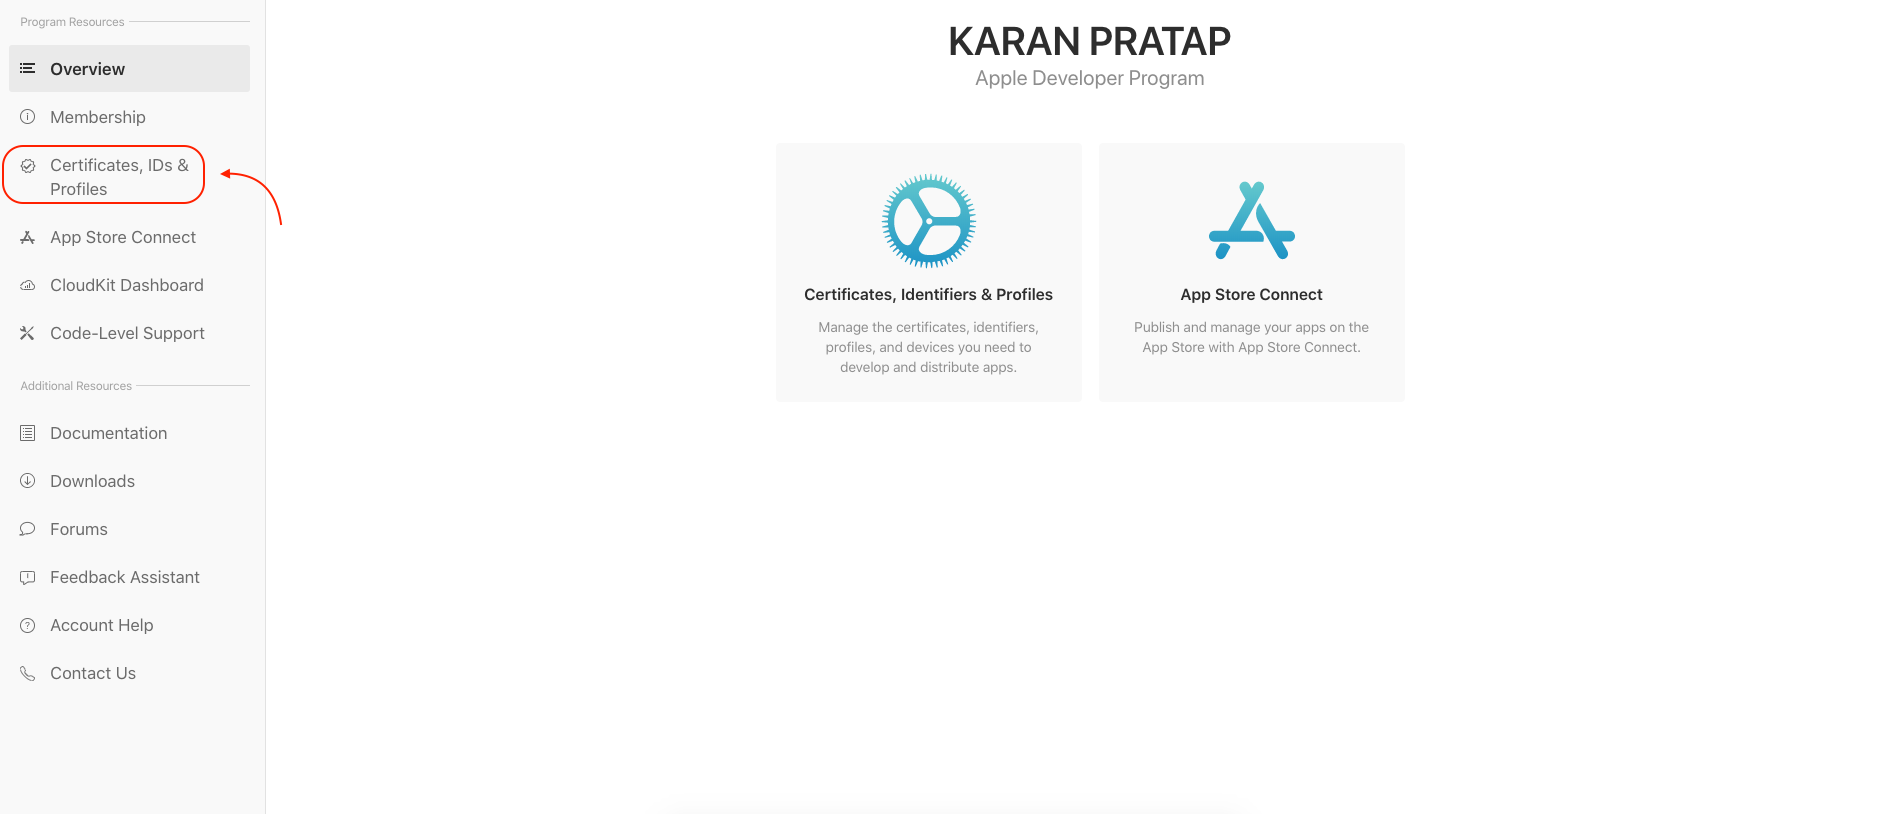 Program Resources
Overview
Membership
Certificates, IDs &
Profiles
App Store Connect
CloudKit Dashboard
Code-Level Support
Additional Resources
Documentation
Downloads
Forums
Feedback Assistant
Account Help
Contact Us
KARAN PRATAP
Apple Developer Program
Certificates, Identifiers & Profiles
Manage the certificates, identifiers,
profiles, and devices you need to
develop and distribute apps.
App Store Connect
Publish and manage your apps on the
App Store with App Store Connect.